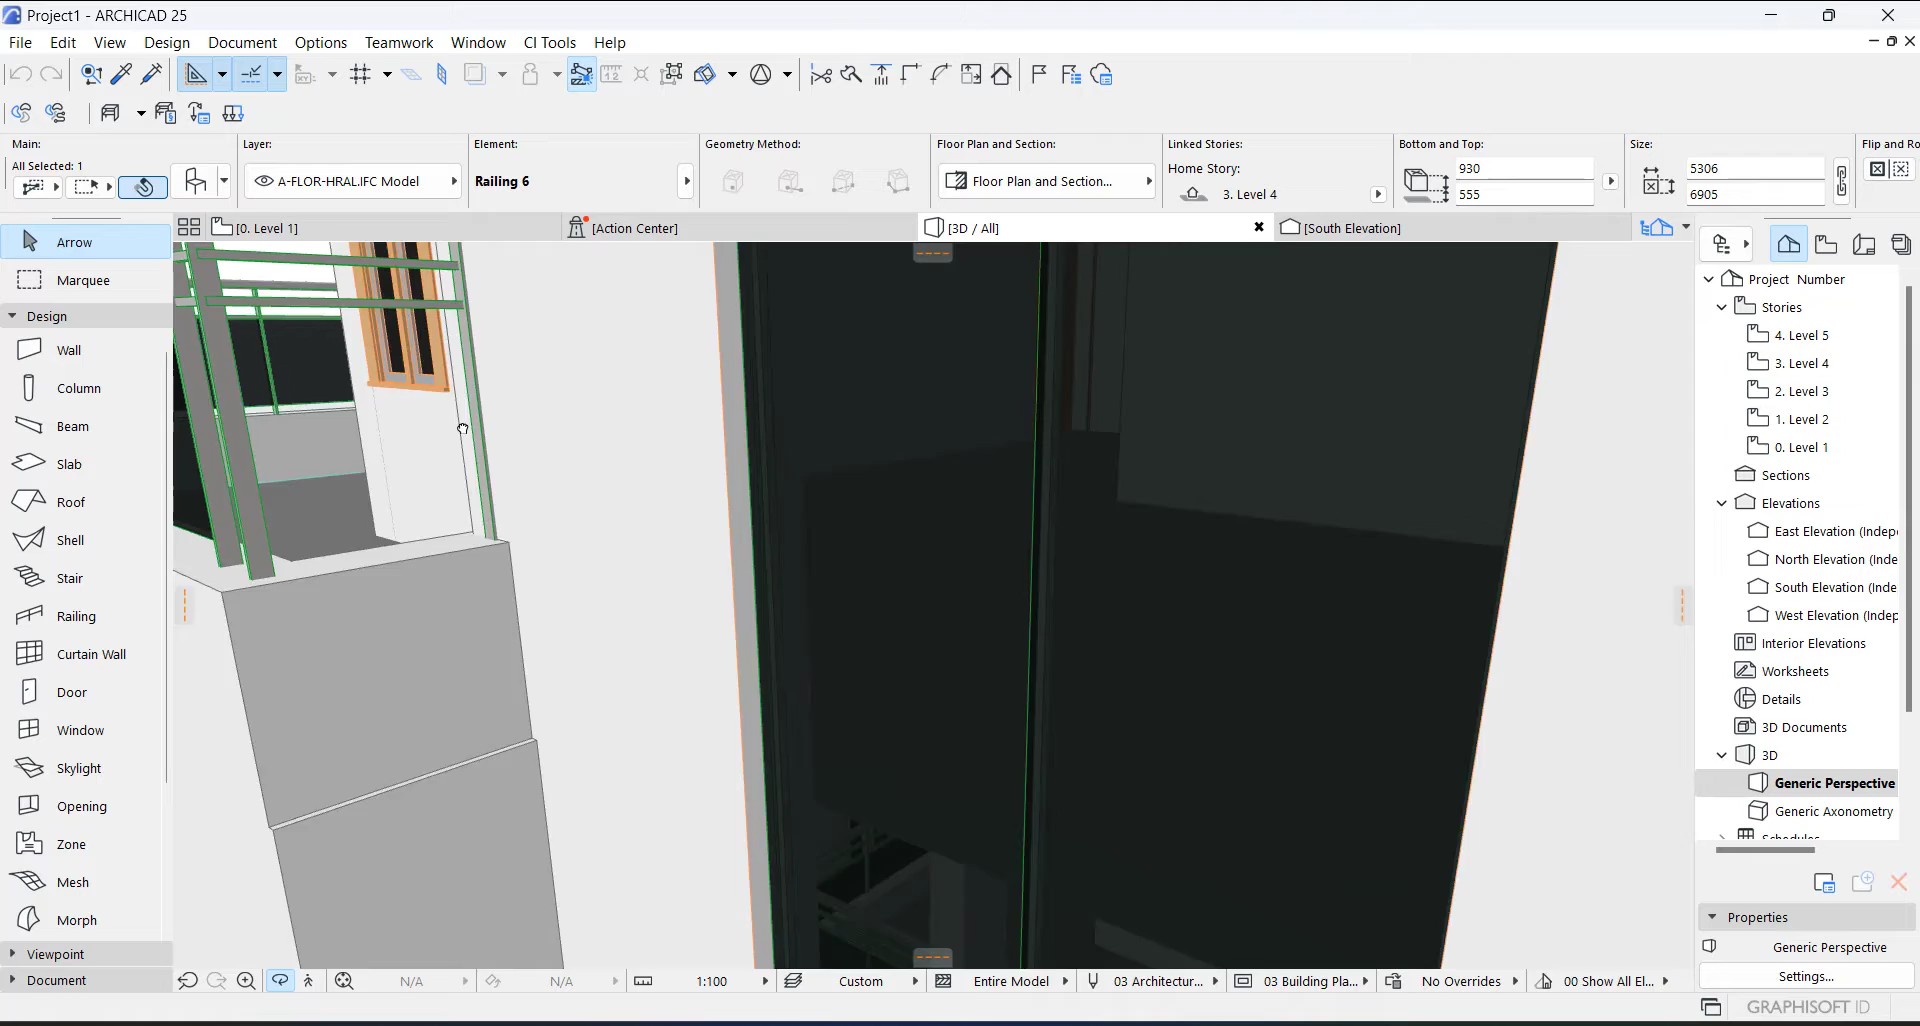 Project1 - ARCHICAD 25
File Edit View Design Document Options Teamwork Window CI Tools Help
Main: Layer: Element: Geometry Method: Floor Plan and Section: Linked Stories: Bottom and Top: Size: Flip and Ro
All Selected: 1
A-FLOR-HRAL.IFC Model
Railing 6
Floor Plan and Section...
Home Story:
3. Level 4
930
555
5306
6905
[0. Level 1] [Action Center] [3D / All] [South Elevation]
Arrow
Marquee
Design
Wall
Column
Beam
Slab
Roof
Shell
Stair
Railing
Curtain Wall
Door
Window
Skylight
Opening
Zone
Mesh
Morph
Viewpoint
Document
Project Number
Stories
4. Level 5
3. Level 4
2. Level 3
1. Level 2
0. Level 1
Sections
Elevations
East Elevation (Indep
North Elevation (Inde
South Elevation (Inde
West Elevation (Indep
Interior Elevations
Worksheets
Details
3D Documents
3D
Generic Perspective
Generic Axonometry
Schedules
Properties
Generic Perspective
Settings...
N/A N/A 1:100 Custom Entire Model 03 Architectur... 03 Building Pla... No Overrides 00 Show All El...
GRAPHISOFT ID